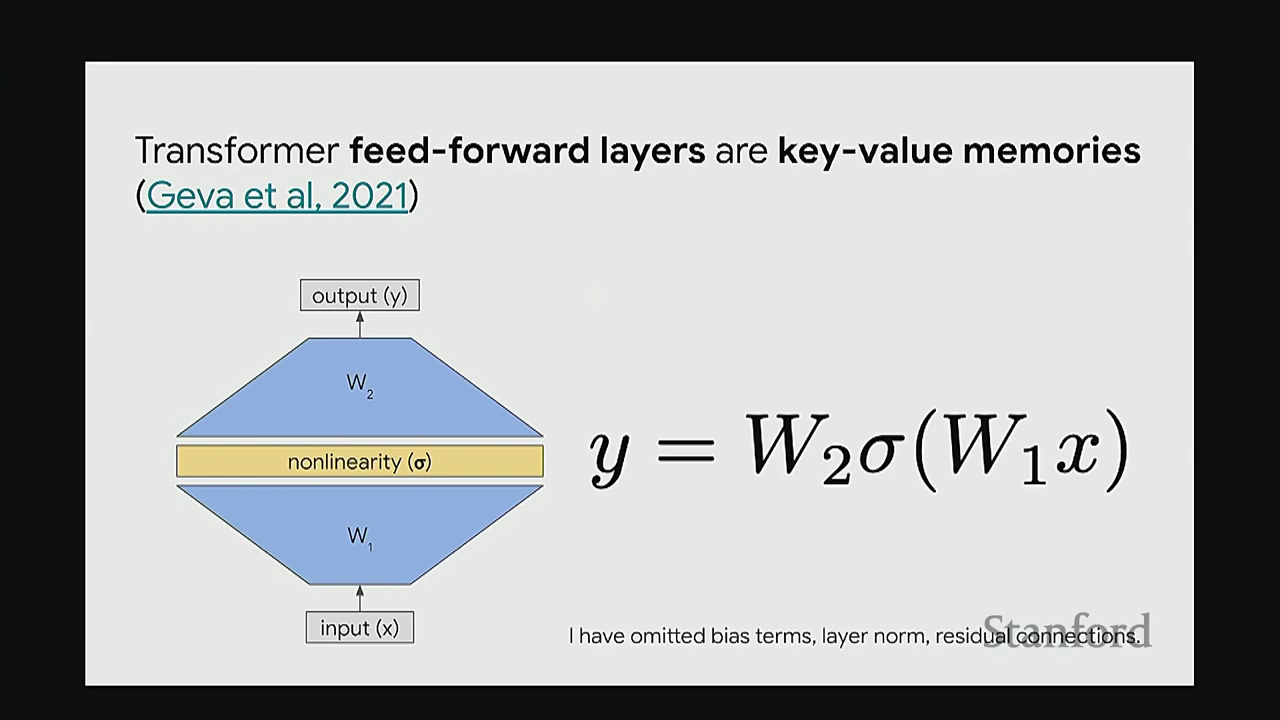 Transformer feed-forward layers are key-value memories
(Geva et al, 2021)
output (y)
W₂
nonlinearity (σ)
y = W₂σ(W₁x)
W₁
input (x)
I have omitted bias terms, layer norm, residual connections.
Stanford